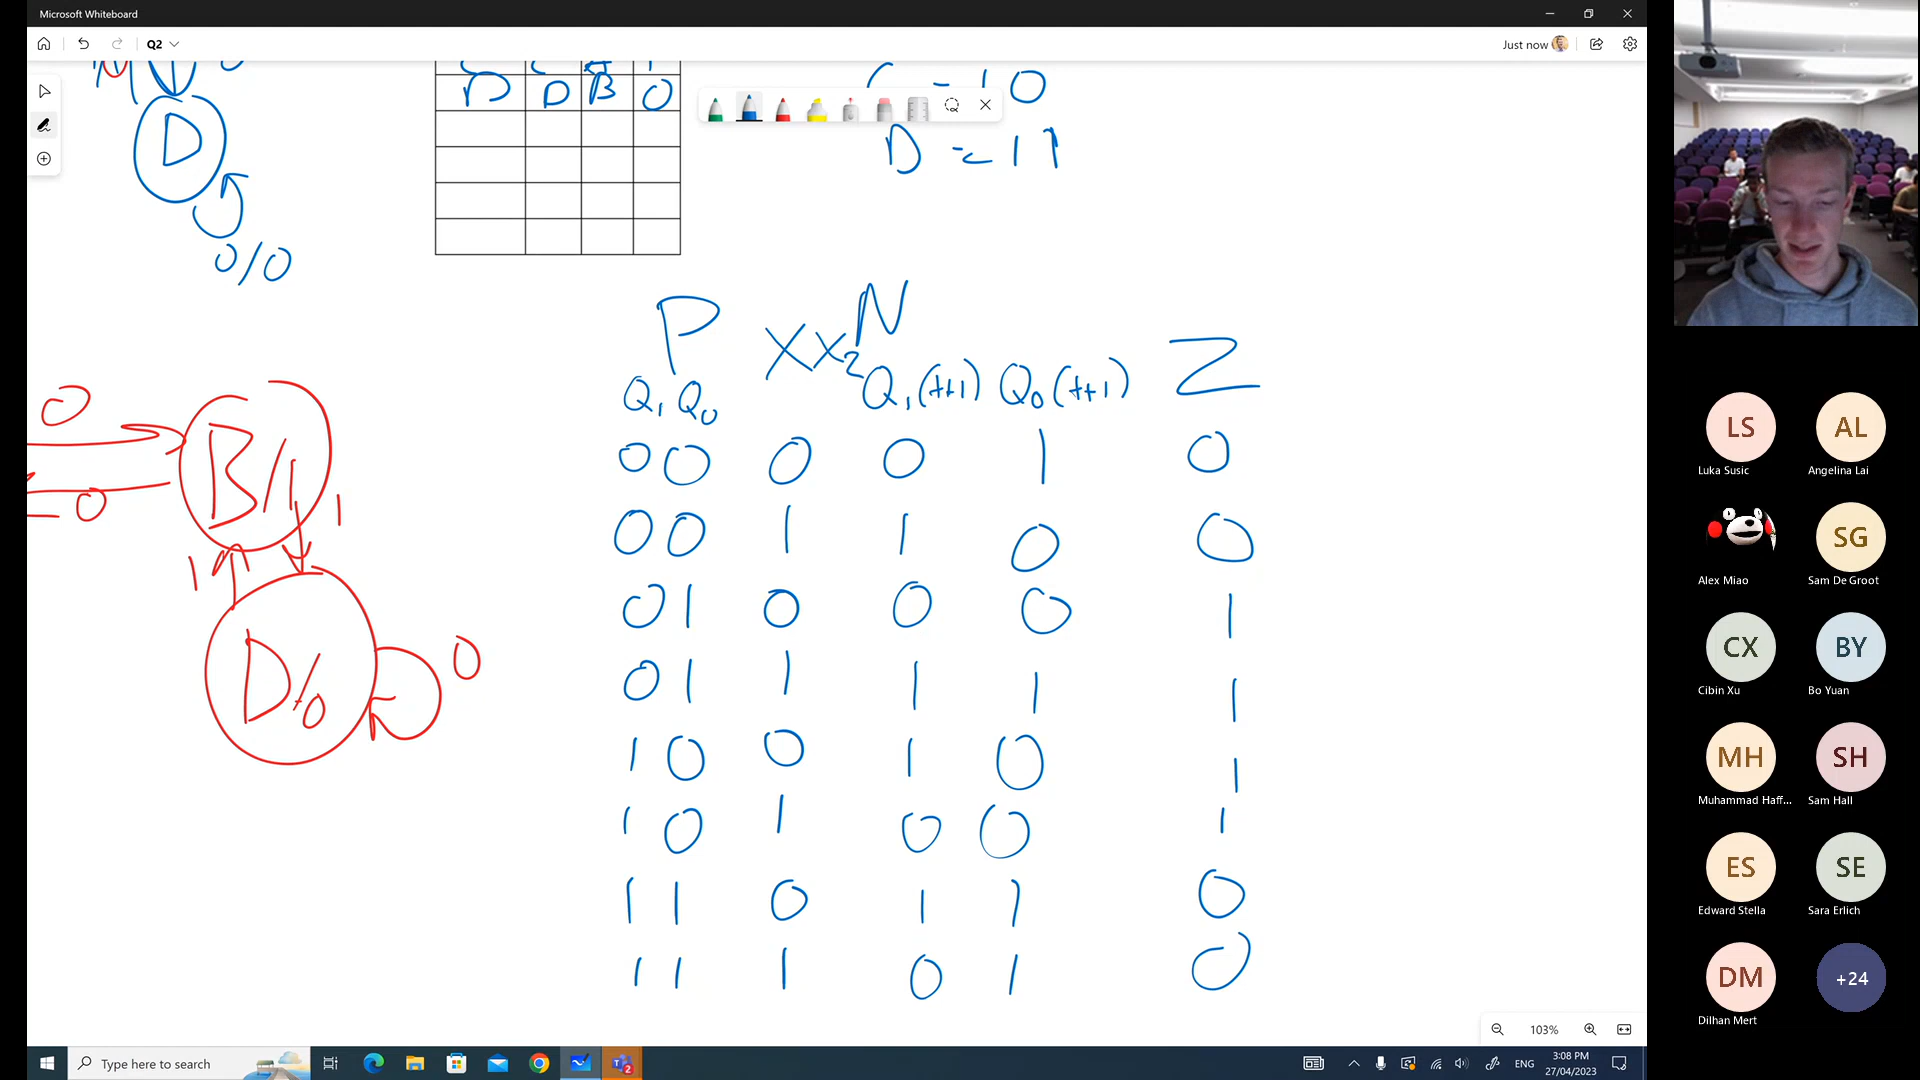 Microsoft Whiteboard
Q2
Just now
D D B 0
C = 10
D = 11
D
0/0
P X X2 N Z
Q1 Q0 Q1(t+1) Q0(t+1)
0 0 0 0 1 0
0 0 1 1 0 0
0 1 0 0 0 1
0 1 1 1 1 1
1 0 0 1 0 1
1 0 1 0 0 1
1 1 0 1 1 0
1 1 1 0 1 0
0
B/1
0
1
1
D/0
0
LS
Luka Susic
AL
Angelina Lai
Alex Miao
SG
Sam De Groot
CX
Cibin Xu
BY
Bo Yuan
MH
Muhammad Haff...
SH
Sam Hall
ES
Edward Stella
SE
Sara Erlich
DM
Dilhan Mert
+24
103%
Type here to search
2
ENG
3:08 PM
27/04/2023